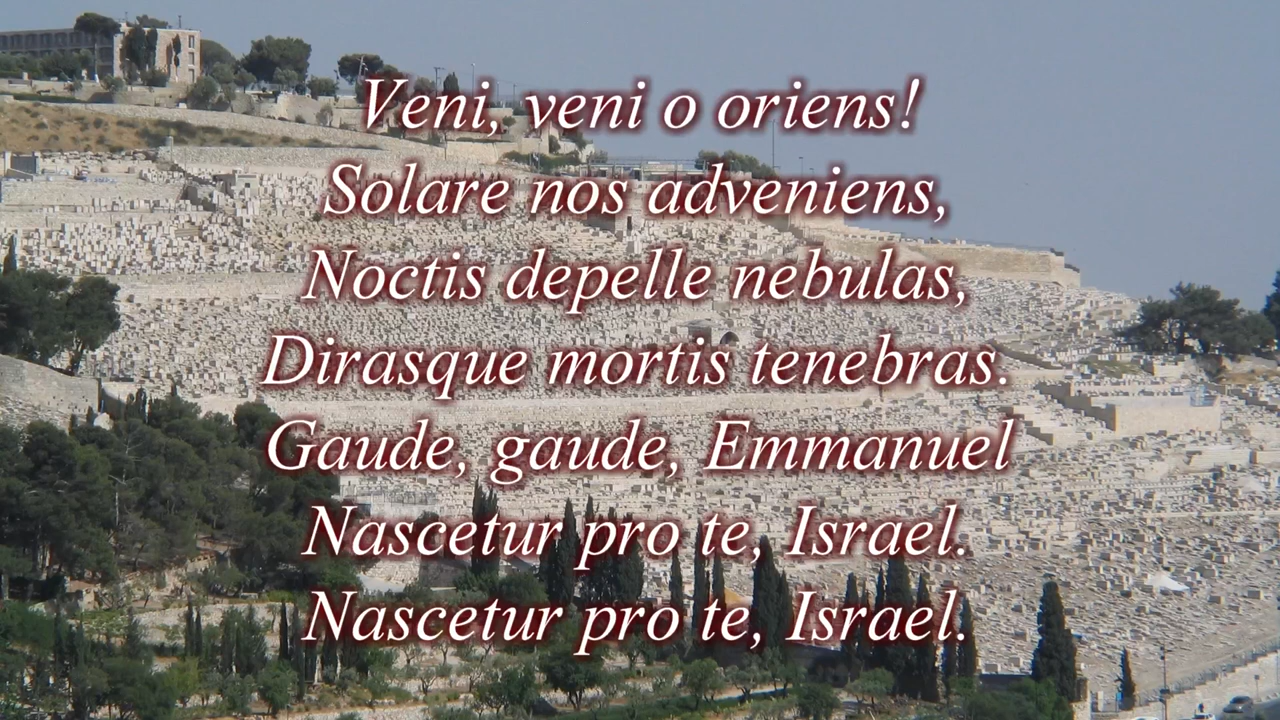 Veni, veni o oriens!
Solare nos adveniens,
Noctis depelle nebulas,
Dirasque mortis tenebras.
Gaude, gaude, Emmanuel
Nascetur pro te, Israel.
Nascetur pro te, Israel.